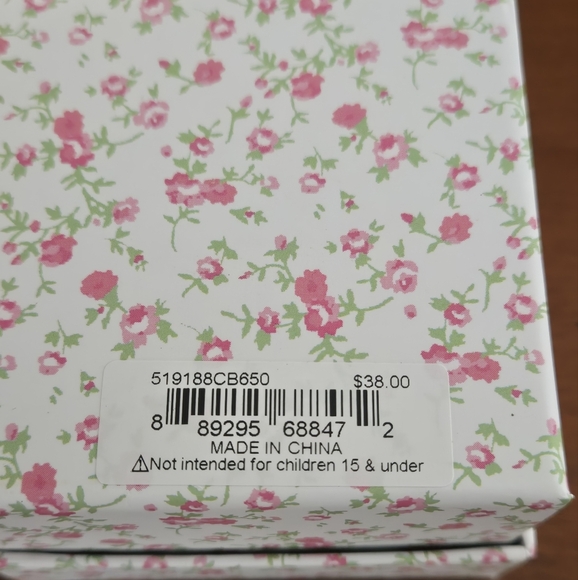 519188CB650 $38.00
8 89295 68847 2
MADE IN CHINA
⚠Not intended for children 15 & under